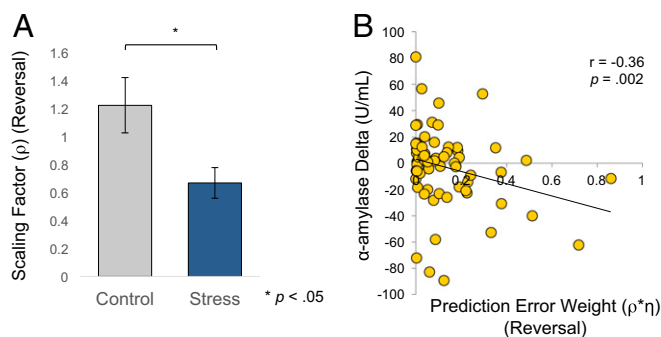 A
*
Scaling Factor (ρ) (Reversal)
1.6
1.4
1.2
1
0.8
0.6
0.4
0.2
0
Control
Stress
* p < .05
B
α-amylase Delta (U/mL)
100
80
60
40
20
0
-20
-40
-60
-80
-100
0
0.2
0.4
0.6
0.8
1
r = -0.36
p = .002
Prediction Error Weight (ρ*η)
(Reversal)